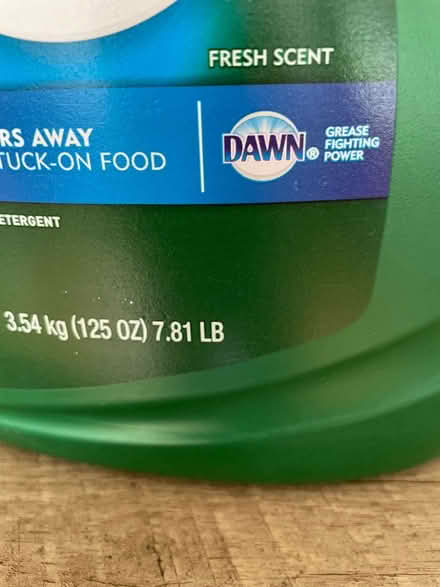 FRESH SCENT
RS AWAY
TUCK-ON FOOD
DAWN®
GREASE
FIGHTING
POWER
ETERGENT
3.54 kg (125 OZ) 7.81 LB